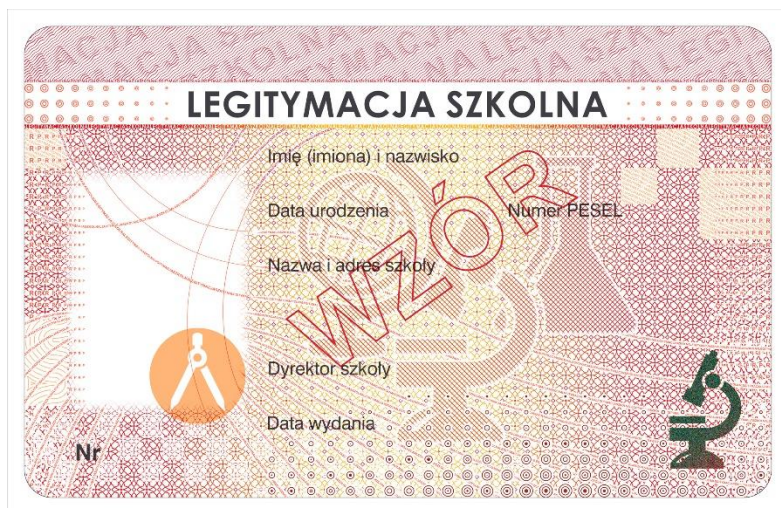 LEGITYMACJA SZKOLNA
Imię (imiona) i nazwisko
Data urodzenia Numer PESEL
Nazwa i adres szkoły
WZÓR
Dyrektor szkoły
Data wydania
Nr